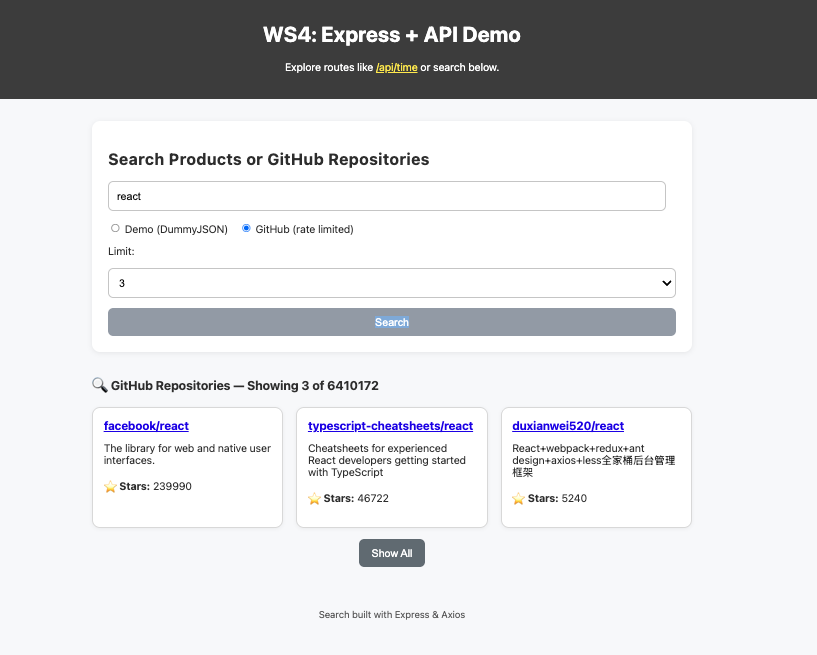 WS4: Express + API Demo
Explore routes like /api/time or search below.
Search Products or GitHub Repositories
react
Demo (DummyJSON) GitHub (rate limited)
Limit:
3
Search
🔍 GitHub Repositories — Showing 3 of 6410172
facebook/react
The library for web and native user
interfaces.
⭐ Stars: 239990
typescript-cheatsheets/react
Cheatsheets for experienced
React developers getting started
with TypeScript
⭐ Stars: 46722
duxianwei520/react
React+webpack+redux+ant
design+axios+less全家桶后台管理
框架
⭐ Stars: 5240
Show All
Search built with Express & Axios